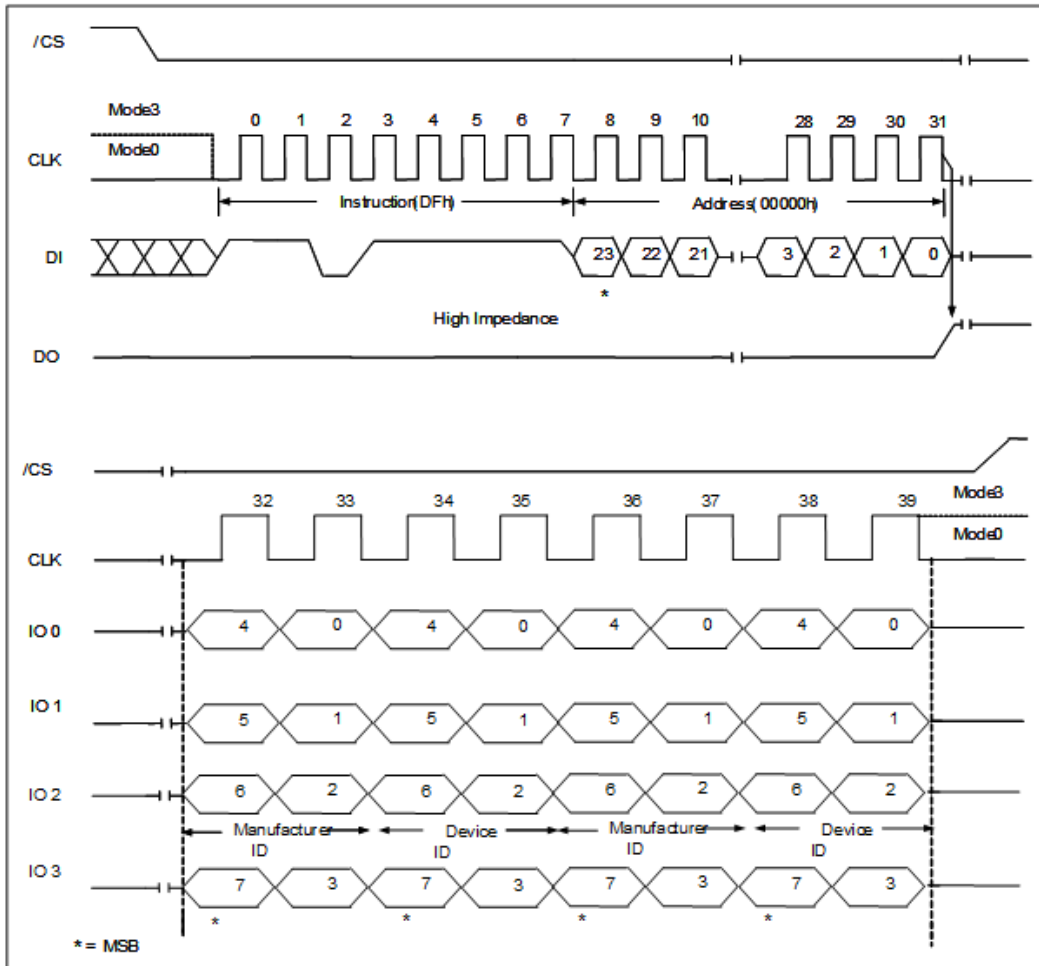 /CS
Mode3
0 1 2 3 4 5 6 7 8 9 10 28 29 30 31
Mode0
CLK
Instruction(DFh) Address(00000h)
DI 23 22 21 3 2 1 0
*
High Impedance
DO
/CS
32 33 34 35 36 37 38 39 Mode3
Mode0
CLK
IO 0 4 0 4 0 4 0 4 0
IO 1 5 1 5 1 5 1 5 1
IO 2 6 2 6 2 6 2 6 2
Manufacturer Device Manufacturer Device
ID ID ID ID
IO 3 7 3 7 3 7 3 7 3
* * * *
* = MSB